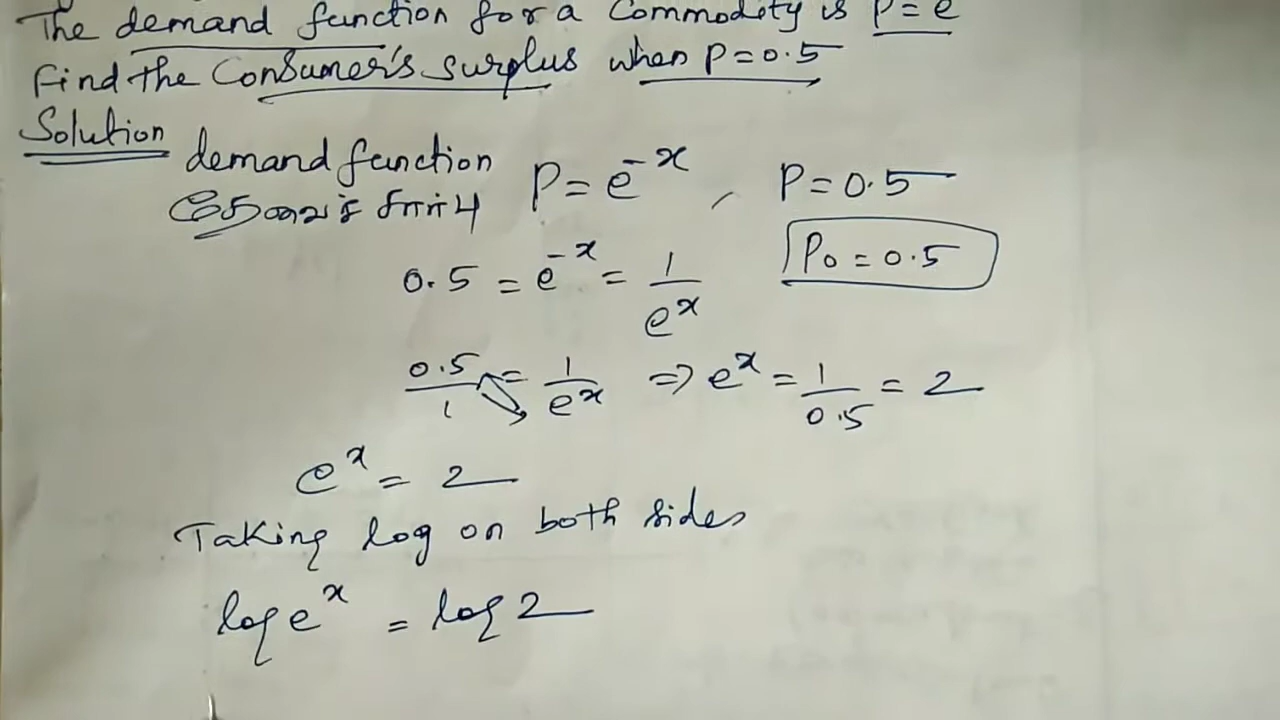 The demand function for a Commodity is P = e
Find the Consumer's surplus when P = 0.5
Solution
demand function P = e^{-x}, P = 0.5
தேவைச் சார்பு
P₀ = 0.5
0.5 = e^{-x} = 1/e^x
0.5/1 = 1/e^x ⇒ e^x = 1/0.5 = 2
e^x = 2
Taking log on both sides
log e^x = log 2